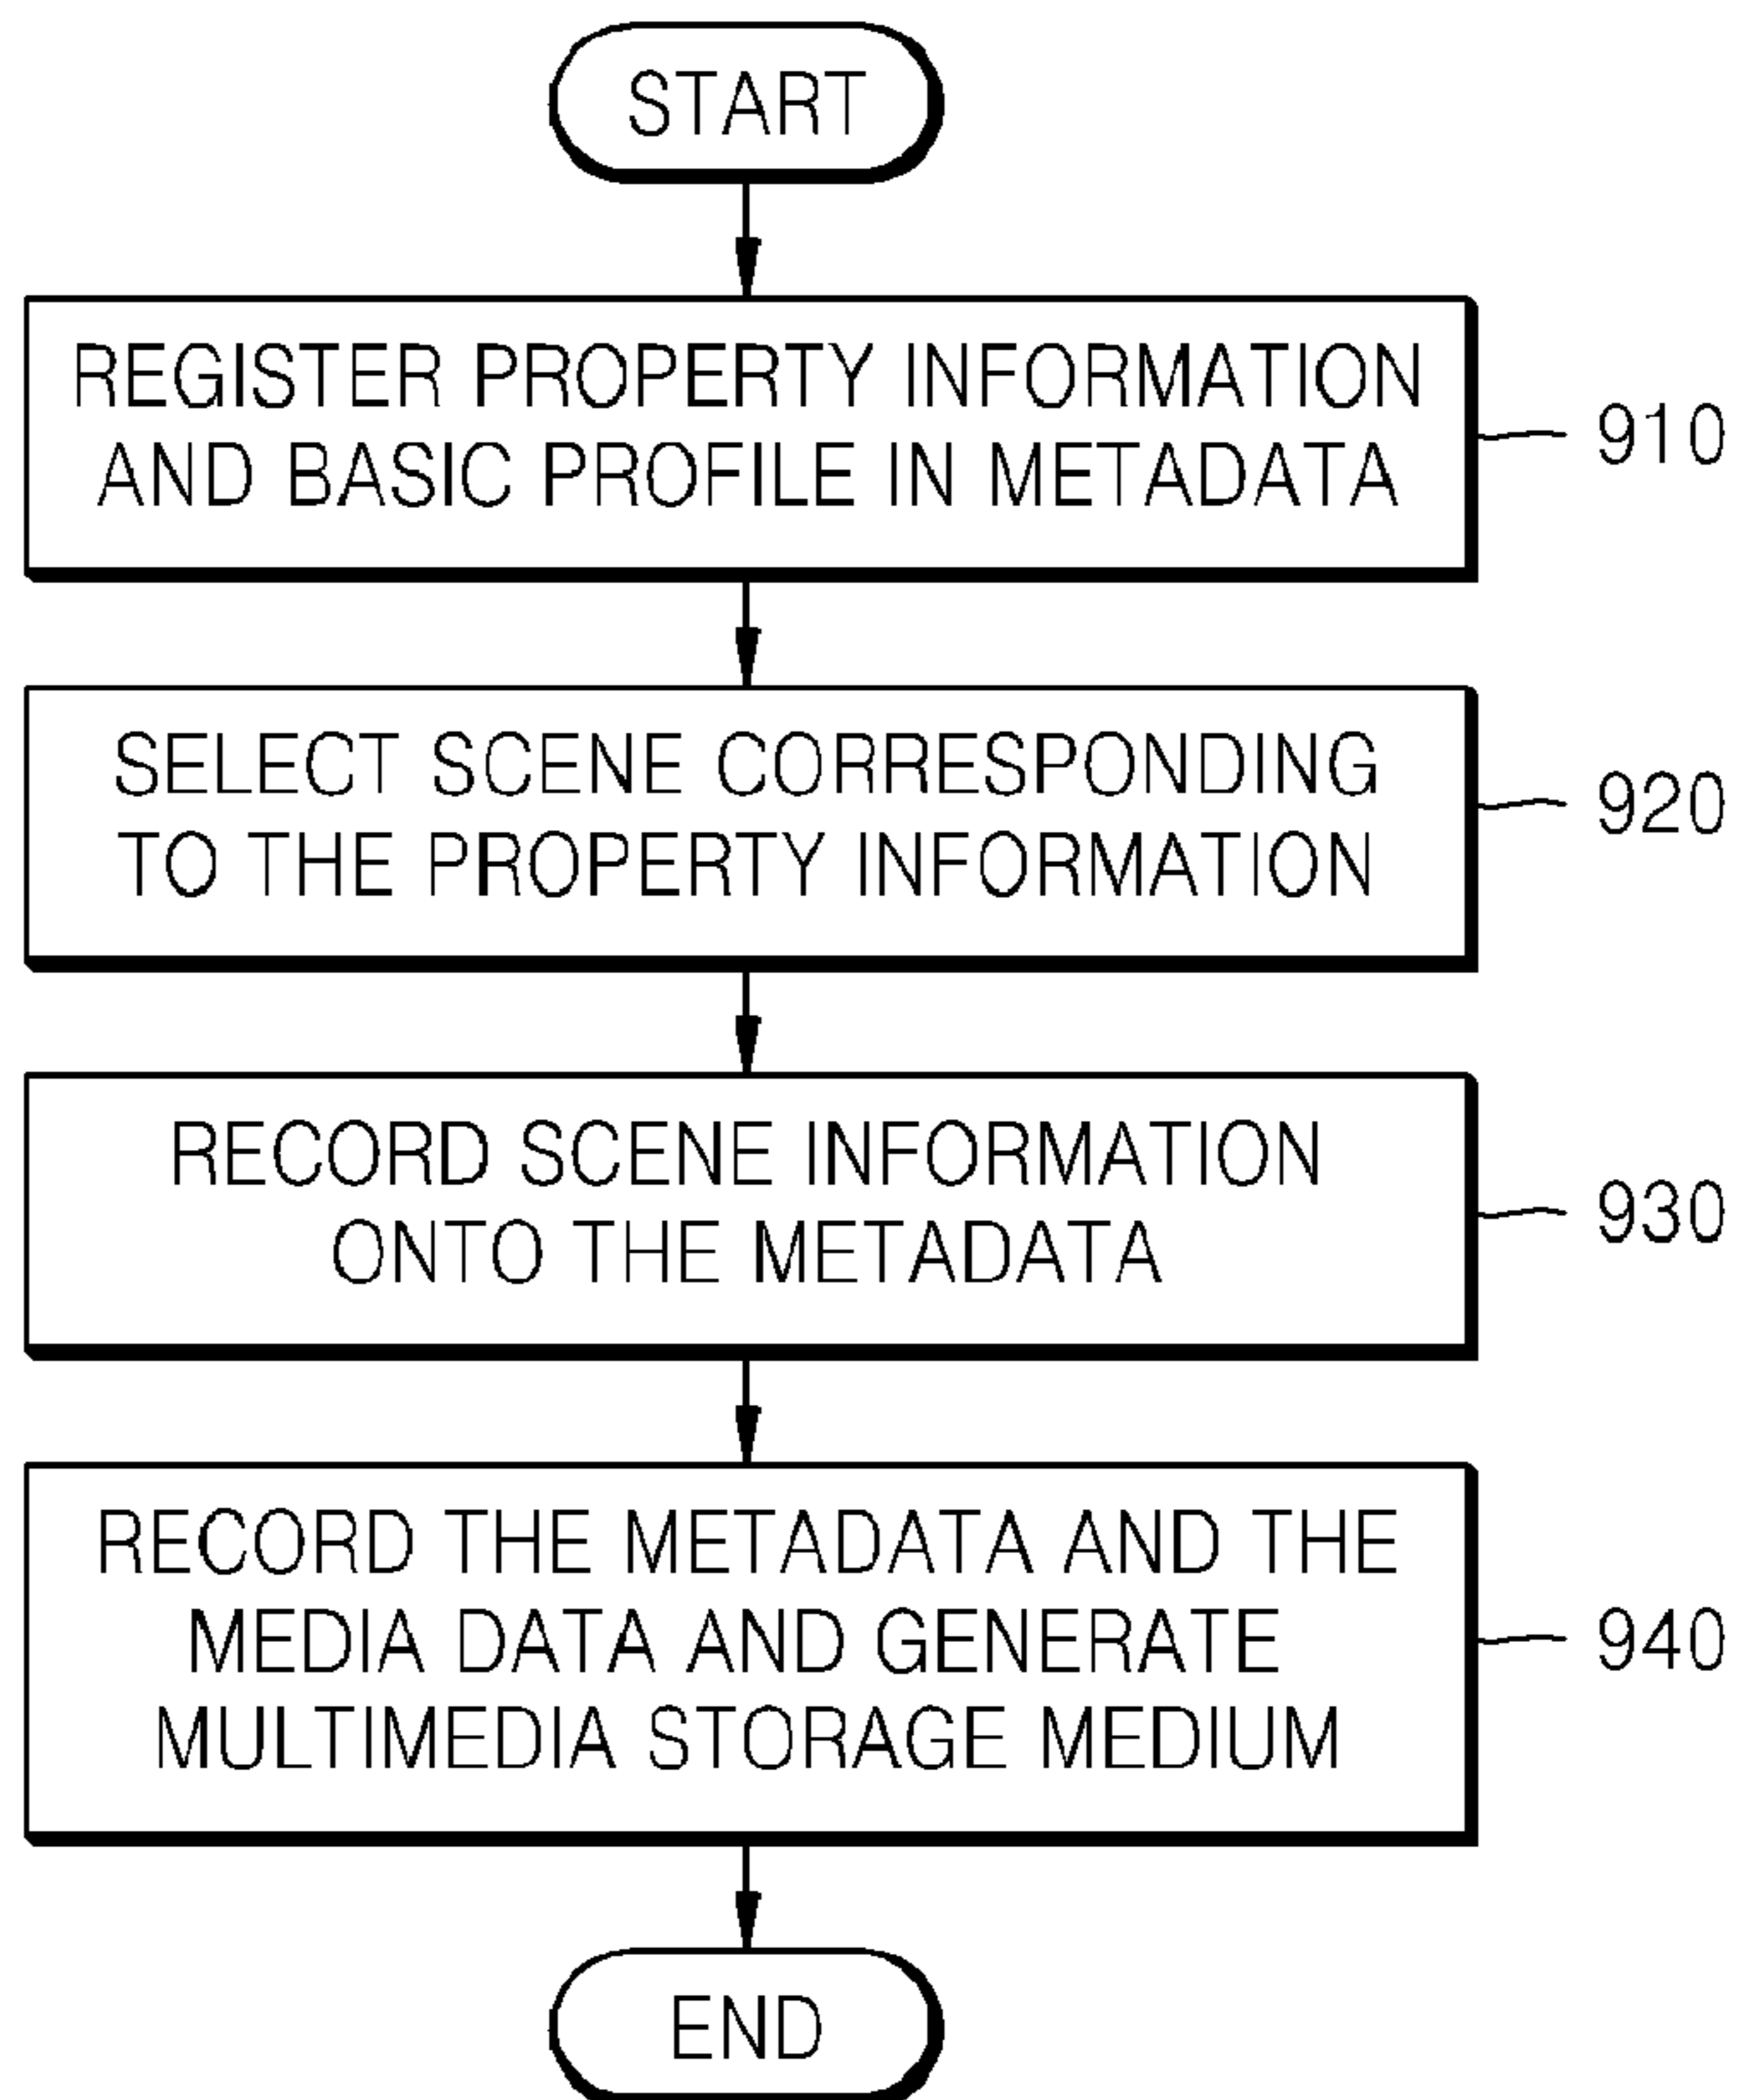 START
REGISTER PROPERTY INFORMATION
AND BASIC PROFILE IN METADATA
910
SELECT SCENE CORRESPONDING
TO THE PROPERTY INFORMATION
920
RECORD SCENE INFORMATION
ONTO THE METADATA
930
RECORD THE METADATA AND THE
MEDIA DATA AND GENERATE
MULTIMEDIA STORAGE MEDIUM
940
END